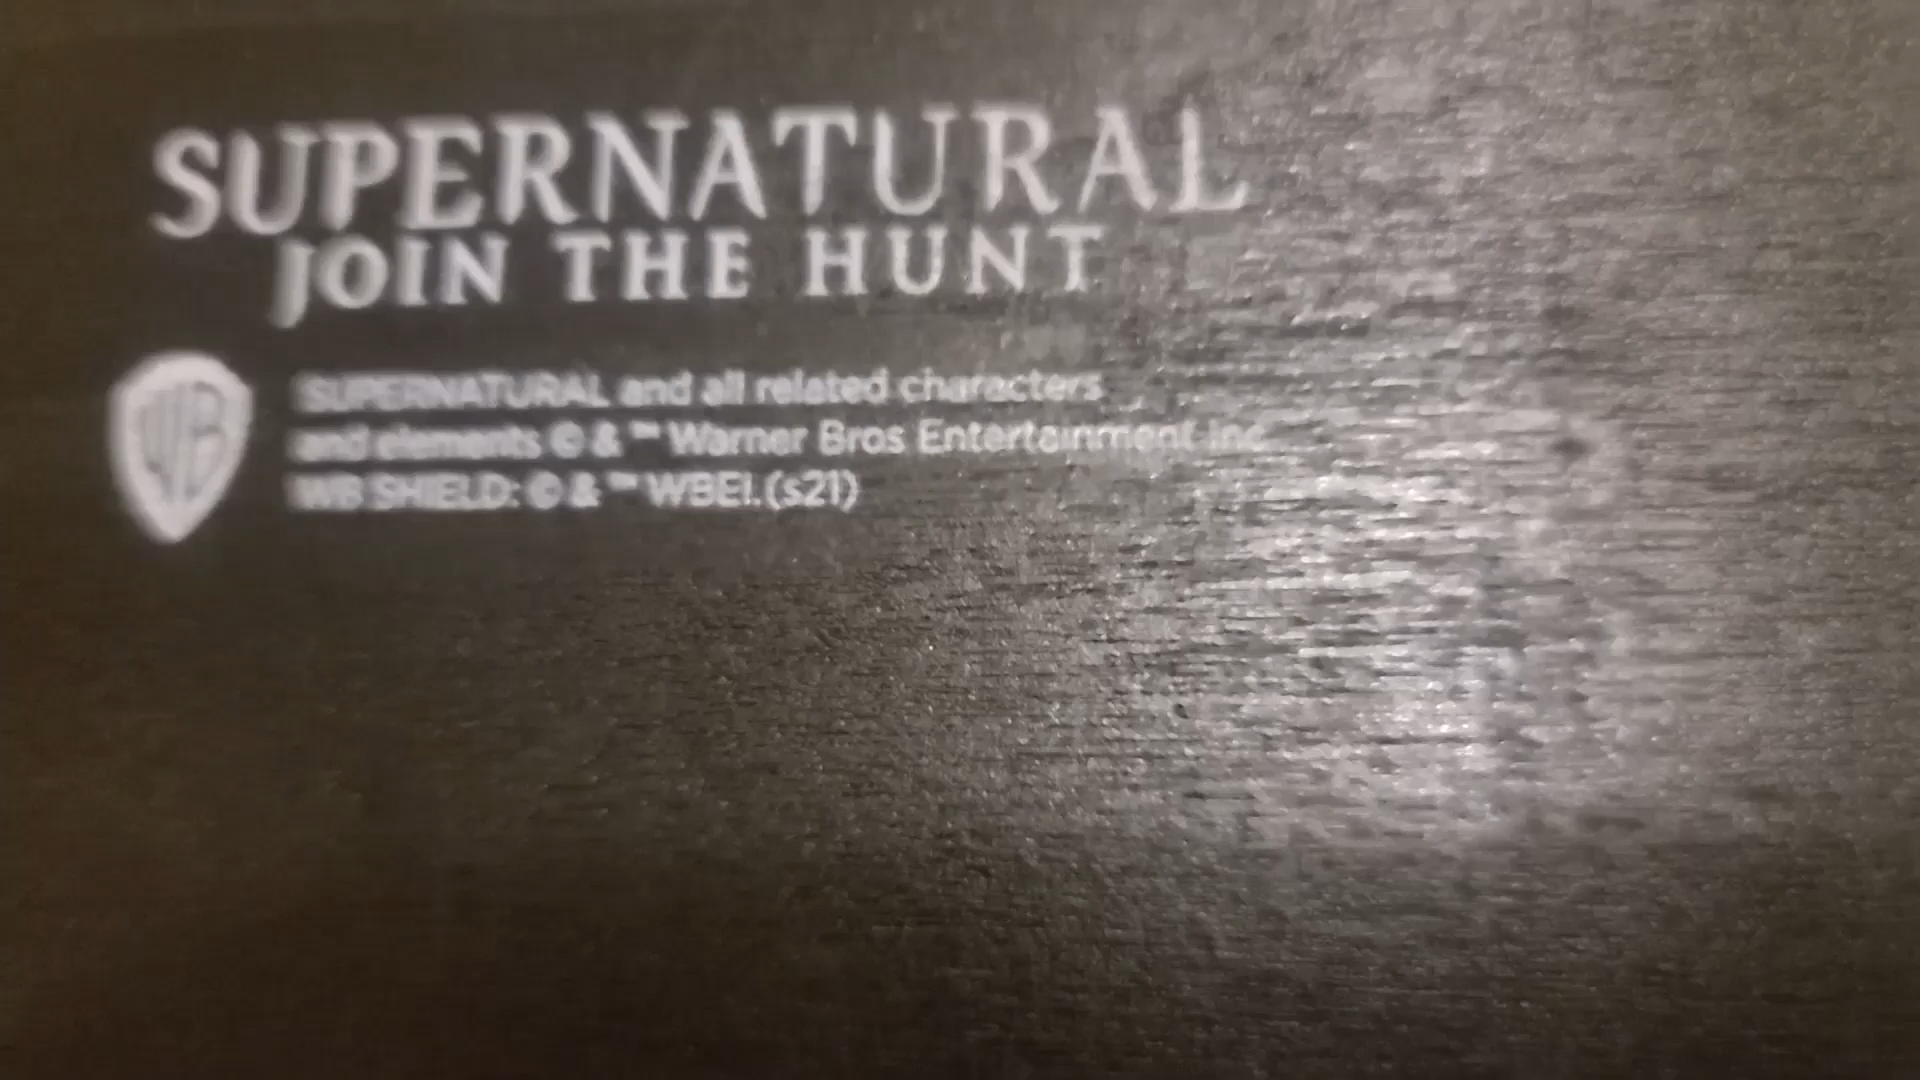 SUPERNATURAL
JOIN THE HUNT
WB
SUPERNATURAL and all related characters
and elements © & ™ Warner Bros Entertainment Inc.
WB SHIELD: © & ™ WBEI. (s21)